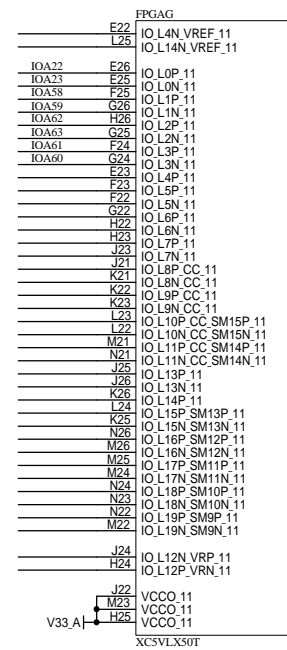 FPGAG
E22 IO_L4N_VREF_11
L25 IO_L14N_VREF_11
IOA22 E26 IO_L0P_11
IOA23 E25 IO_L0N_11
IOA58 F25 IO_L1P_11
IOA59 G26 IO_L1N_11
IOA62 H26 IO_L2P_11
IOA63 G25 IO_L2N_11
IOA61 F24 IO_L3P_11
IOA60 G24 IO_L3N_11
E23 IO_L4P_11
F23 IO_L5P_11
F22 IO_L5N_11
G22 IO_L6P_11
H22 IO_L6N_11
H23 IO_L7P_11
J23 IO_L7N_11
J21 IO_L8P_CC_11
K21 IO_L8N_CC_11
K22 IO_L9P_CC_11
K23 IO_L9N_CC_11
L23 IO_L10P_CC_SM15P_11
L22 IO_L10N_CC_SM15N_11
M21 IO_L11P_CC_SM14P_11
N21 IO_L11N_CC_SM14N_11
J25 IO_L13P_11
J26 IO_L13N_11
K26 IO_L14P_11
L24 IO_L15P_SM13P_11
K25 IO_L15N_SM13N_11
N26 IO_L16P_SM12P_11
M26 IO_L16N_SM12N_11
M25 IO_L17P_SM11P_11
M24 IO_L17N_SM11N_11
N24 IO_L18P_SM10P_11
N23 IO_L18N_SM10N_11
N22 IO_L19P_SM9P_11
M22 IO_L19N_SM9N_11
J24 IO_L12N_VRP_11
H24 IO_L12P_VRN_11
J22 VCCO_11
M23 VCCO_11
V33_A H25 VCCO_11
XC5VLX50T